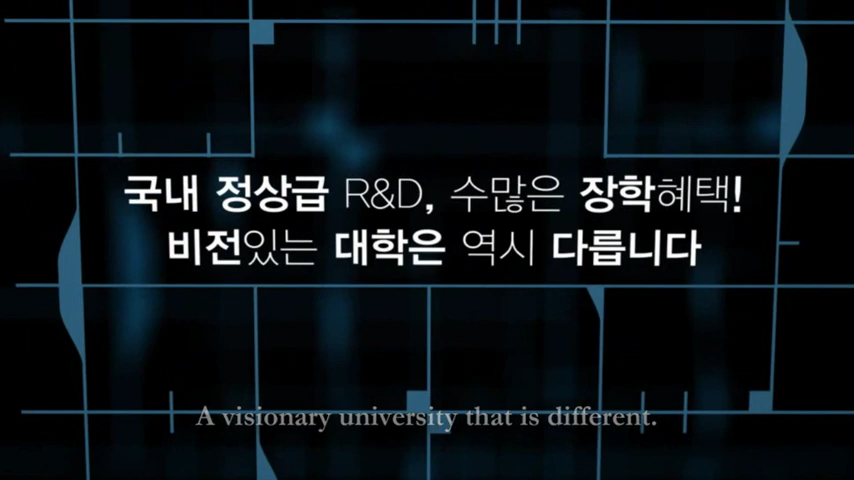 국내 정상급 R&D, 수많은 장학혜택!
비전있는 대학은 역시 다릅니다
A visionary university that is different.